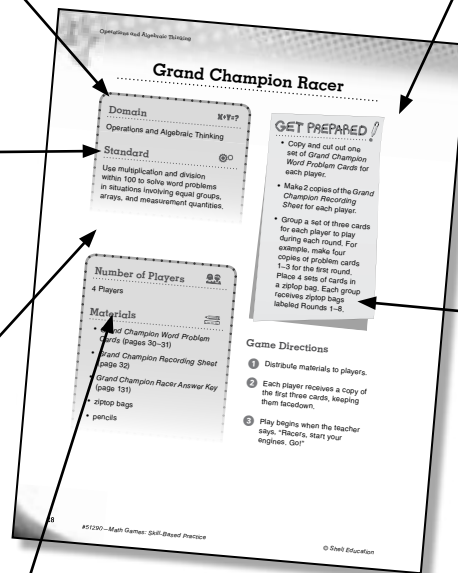 Operations and Algebraic Thinking
Grand Champion Racer
Domain
X+Y=?
Operations and Algebraic Thinking
Standard
Use multiplication and division
within 100 to solve word problems
in situations involving equal groups,
arrays, and measurement quantities.
GET PREPARED!
• Copy and cut out one
set of Grand Champion
Word Problem Cards for
each player.
• Make 2 copies of the Grand
Champion Recording
Sheet for each player.
• Group a set of three cards
for each player to play
during each round. For
example, make four
copies of problem cards
1–3 for the first round.
Place 4 sets of cards in
a ziptop bag. Each group
receives ziptop bags
labeled Rounds 1–8.
Number of Players
4 Players
Materials
• Grand Champion Word Problem
Cards (pages 30–31)
• Grand Champion Recording Sheet
(page 32)
• Grand Champion Racer Answer Key
(page 131)
• ziptop bags
• pencils
Game Directions
1 Distribute materials to players.
2 Each player receives a copy of
the first three cards, keeping
them facedown.
3 Play begins when the teacher
says, "Racers, start your
engines. Go!"
#51290—Math Games: Skill-Based Practice
© Shell Education